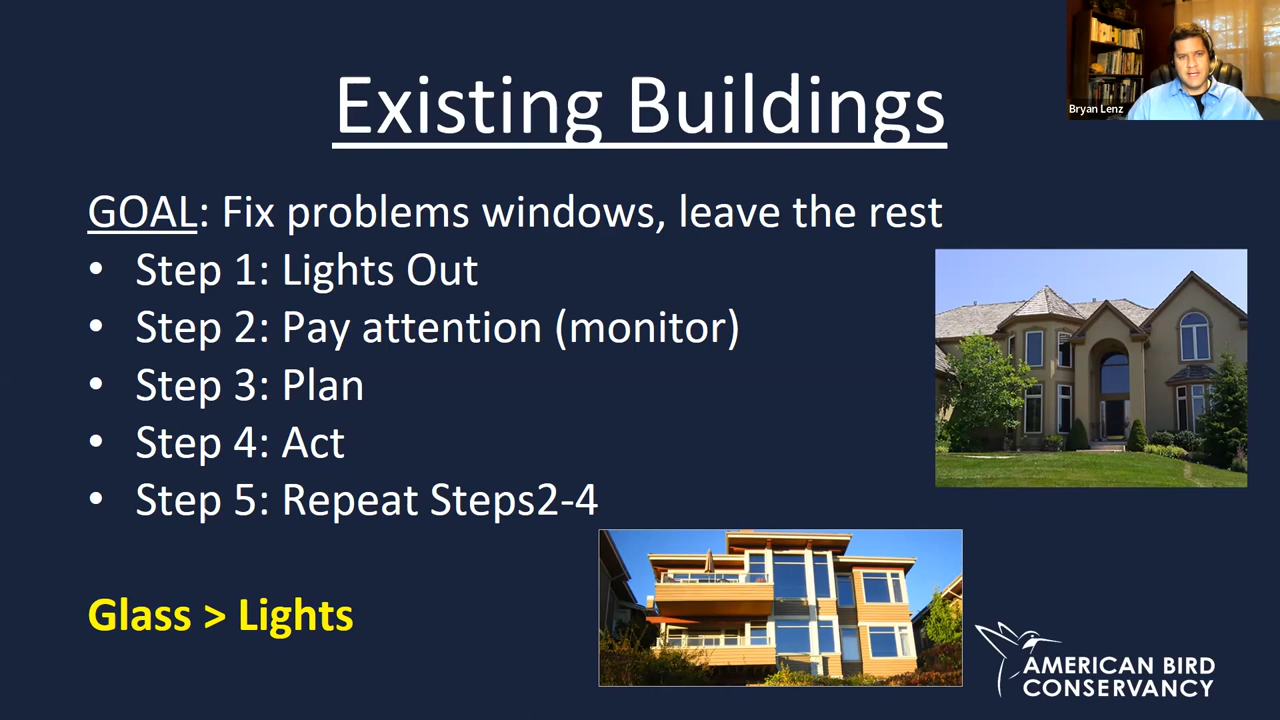 Existing Buildings
Bryan Lenz
GOAL: Fix problems windows, leave the rest
• Step 1: Lights Out
• Step 2: Pay attention (monitor)
• Step 3: Plan
• Step 4: Act
• Step 5: Repeat Steps2-4
Glass > Lights
AMERICAN BIRD
CONSERVANCY